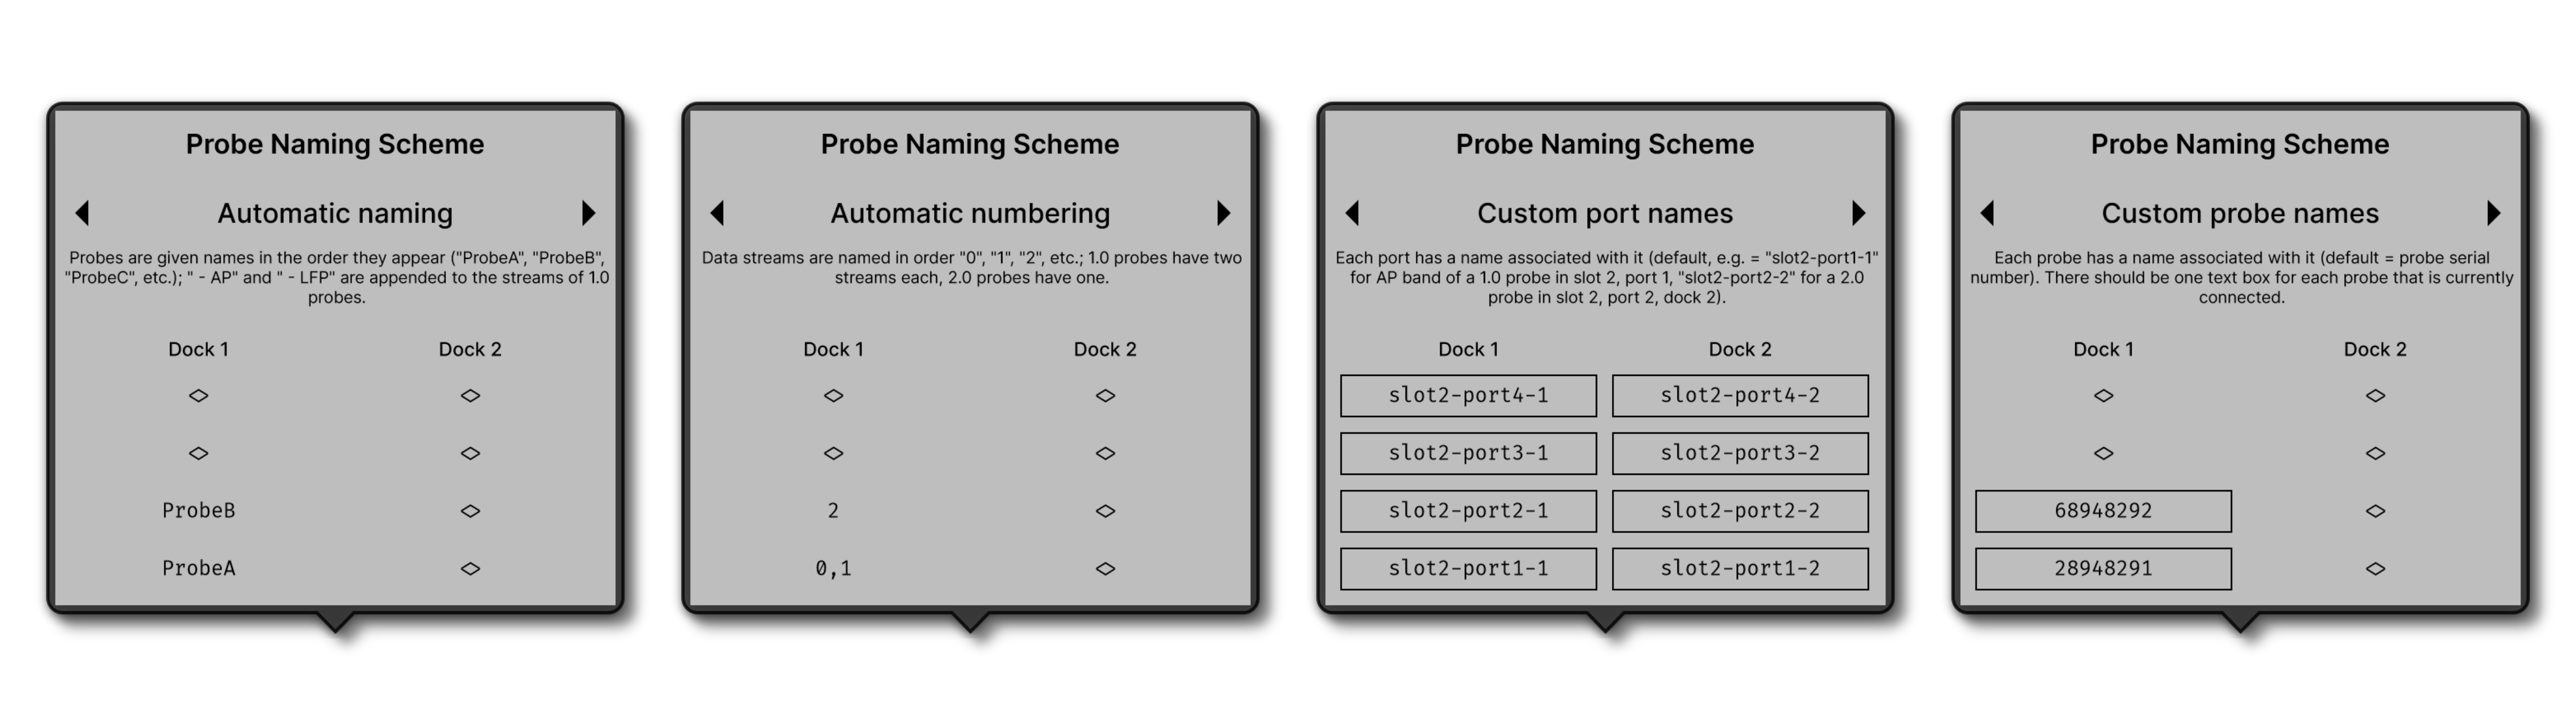 Probe Naming Scheme
Automatic naming
Probes are given names in the order they appear ("ProbeA", "ProbeB",
"ProbeC", etc.); " - AP" and " - LFP" are appended to the streams of 1.0
probes.
Dock 1 Dock 2
ProbeB
ProbeA
Probe Naming Scheme
Automatic numbering
Data streams are named in order "0", "1", "2", etc.; 1.0 probes have two
streams each, 2.0 probes have one.
Dock 1 Dock 2
2
0,1
Probe Naming Scheme
Custom port names
Each port has a name associated with it (default, e.g. = "slot2-port1-1"
for AP band of a 1.0 probe in slot 2, port 1, "slot2-port2-2" for a 2.0
probe in slot 2, port 2, dock 2).
Dock 1 Dock 2
slot2-port4-1 slot2-port4-2
slot2-port3-1 slot2-port3-2
slot2-port2-1 slot2-port2-2
slot2-port1-1 slot2-port1-2
Probe Naming Scheme
Custom probe names
Each probe has a name associated with it (default = probe serial
number). There should be one text box for each probe that is currently
connected.
Dock 1 Dock 2
68948292
28948291